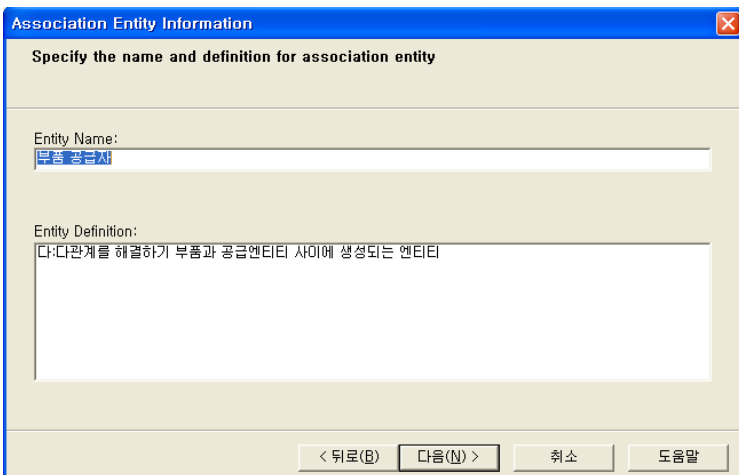 Association Entity Information
Specify the name and definition for association entity
Entity Name:
부품 공급자
Entity Definition:
다:다관계를 해결하기 부품과 공급엔티티 사이에 생성되는 엔티티
< 뒤로(B)
다음(N) >
취소
도움말